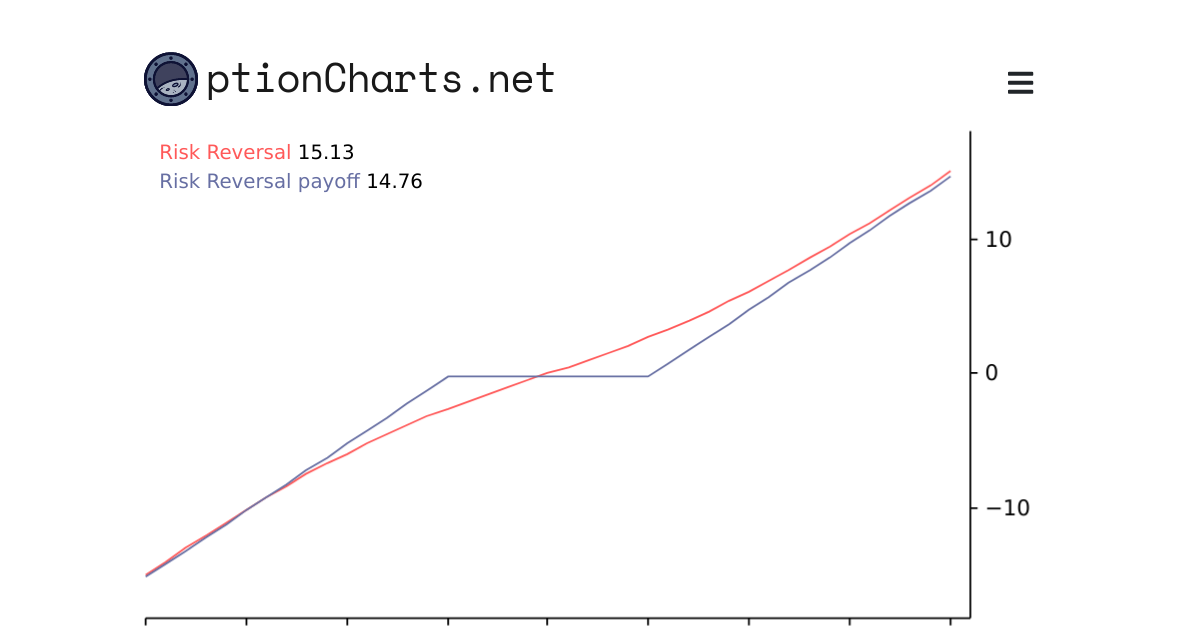 ptionCharts.net
Risk Reversal 15.13
Risk Reversal payoff 14.76
10
0
−10